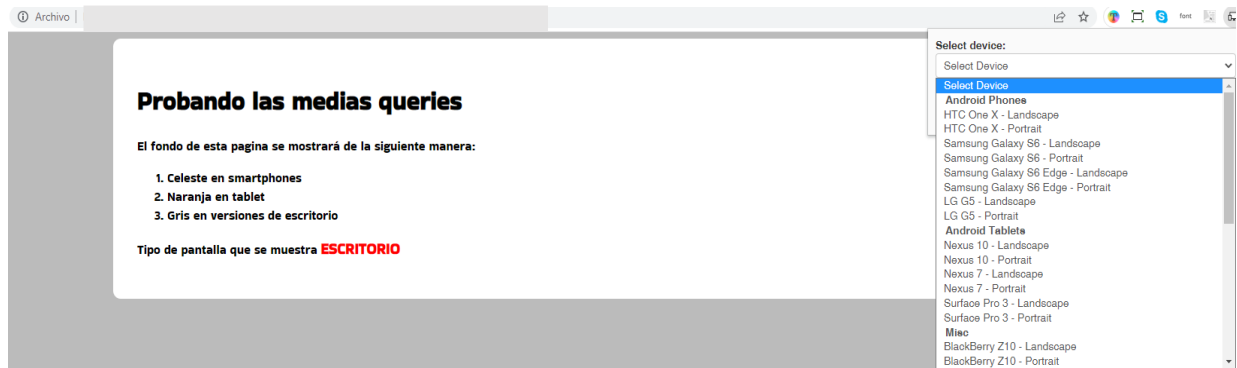 Archivo
font
Select device:
Select Device
Select Device
Android Phones
HTC One X - Landscape
HTC One X - Portrait
Samsung Galaxy S6 - Landscape
Samsung Galaxy S6 - Portrait
Samsung Galaxy S6 Edge - Landscape
Samsung Galaxy S6 Edge - Portrait
LG G5 - Landscape
LG G5 - Portrait
Android Tablets
Nexus 10 - Landscape
Nexus 10 - Portrait
Nexus 7 - Landscape
Nexus 7 - Portrait
Surface Pro 3 - Landscape
Surface Pro 3 - Portrait
Misc
BlackBerry Z10 - Landscape
BlackBerry Z10 - Portrait
Probando las medias queries
El fondo de esta pagina se mostrará de la siguiente manera:
1. Celeste en smartphones
2. Naranja en tablet
3. Gris en versiones de escritorio
Tipo de pantalla que se muestra ESCRITORIO